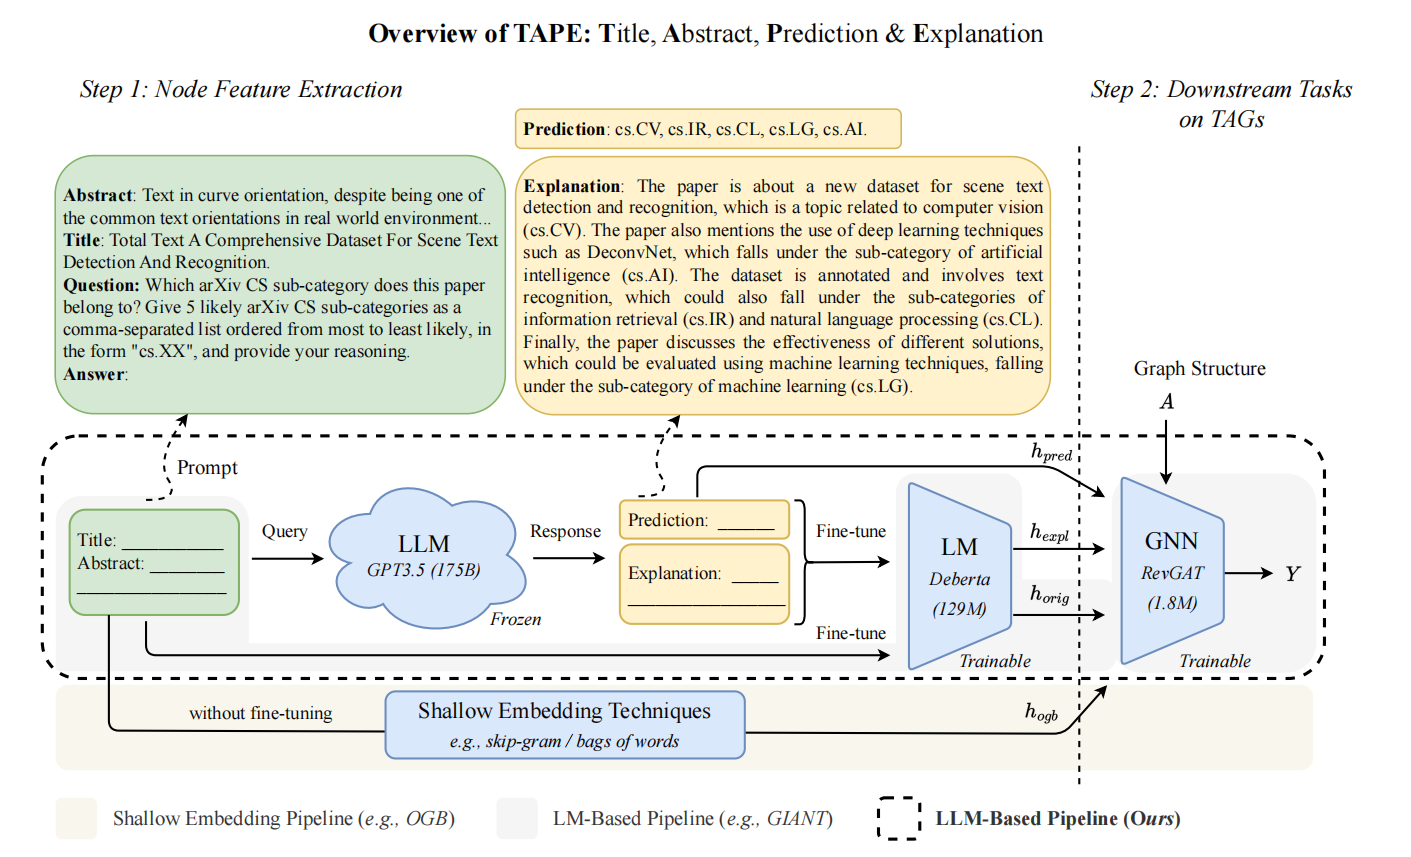 Overview of TAPE: Title, Abstract, Prediction & Explanation
Step 1: Node Feature Extraction
Step 2: Downstream Tasks
on TAGs
Prediction: cs.CV, cs.IR, cs.CL, cs.LG, cs.AI.
Abstract: Text in curve orientation, despite being one of
the common text orientations in real world environment...
Title: Total Text A Comprehensive Dataset For Scene Text
Detection And Recognition.
Question: Which arXiv CS sub-category does this paper
belong to? Give 5 likely arXiv CS sub-categories as a
comma-separated list ordered from most to least likely, in
the form "cs.XX", and provide your reasoning.
Answer:
Explanation: The paper is about a new dataset for scene text
detection and recognition, which is a topic related to computer vision
(cs.CV). The paper also mentions the use of deep learning techniques
such as DeconvNet, which falls under the sub-category of artificial
intelligence (cs.AI). The dataset is annotated and involves text
recognition, which could also fall under the sub-categories of
information retrieval (cs.IR) and natural language processing (cs.CL).
Finally, the paper discusses the effectiveness of different solutions,
which could be evaluated using machine learning techniques, falling
under the sub-category of machine learning (cs.LG).
Graph Structure
A
Prompt
h_pred
Title: ___________
Abstract: ________
________________
Query
LLM
GPT3.5 (175B)
Frozen
Response
Prediction: ______
Explanation: _____
_________________
Fine-tune
Fine-tune
LM
Deberta
(129M)
Trainable
h_expl
h_orig
GNN
RevGAT
(1.8M)
Trainable
Y
without fine-tuning
Shallow Embedding Techniques
e.g., skip-gram / bags of words
h_ogb
Shallow Embedding Pipeline (e.g., OGB)
LM-Based Pipeline (e.g., GIANT)
LLM-Based Pipeline (Ours)